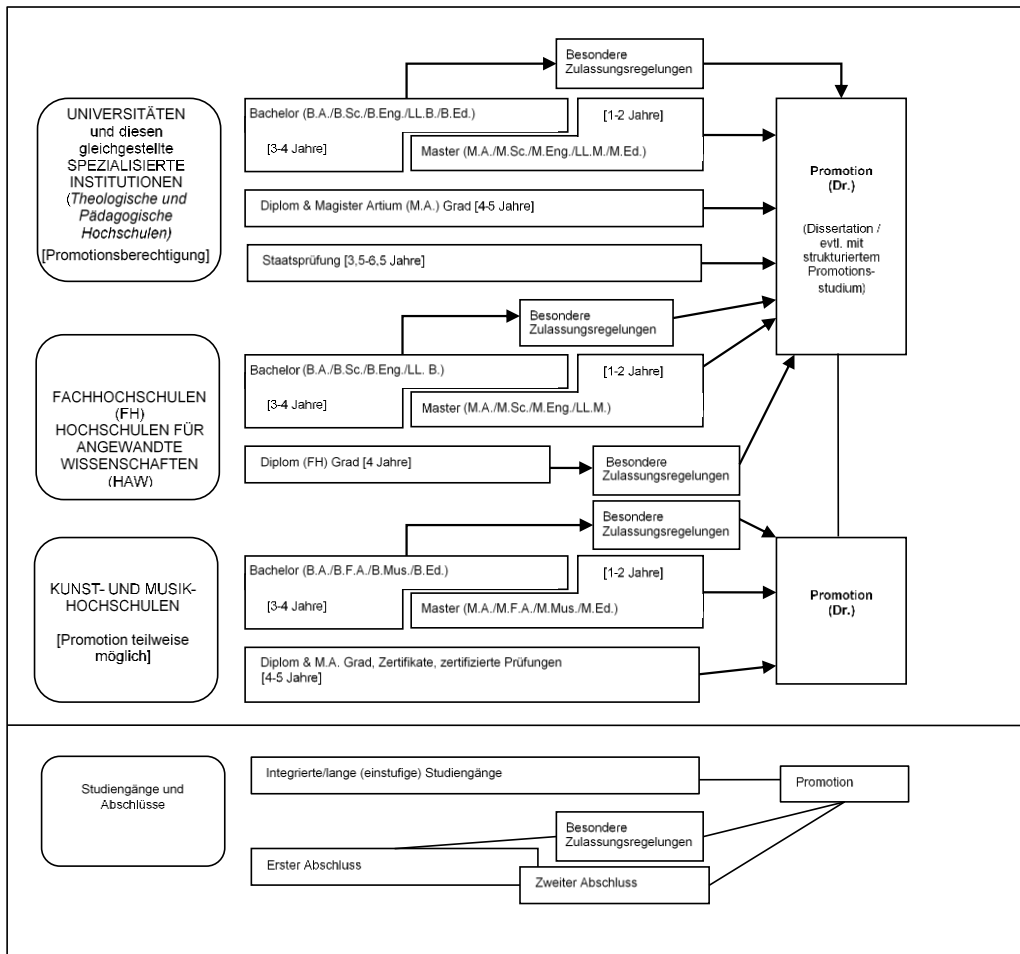 Besondere
Zulassungsregelungen
UNIVERSITÄTEN
und diesen
gleichgestellte
SPEZIALISIERTE
INSTITUTIONEN
(Theologische und
Pädagogische
Hochschulen)
[Promotionsberechtigung]
Bachelor (B.A./B.Sc./B.Eng./LL.B./B.Ed.)
[3-4 Jahre]
[1-2 Jahre]
Master (M.A./M.Sc./M.Eng./LL.M./M.Ed.)
Diplom & Magister Artium (M.A.) Grad [4-5 Jahre]
Staatsprüfung [3,5-6,5 Jahre]
Promotion
(Dr.)
(Dissertation /
evtl. mit
strukturiertem
Promotions-
studium)
Besondere
Zulassungsregelungen
FACHHOCHSCHULEN
(FH)
HOCHSCHULEN FÜR
ANGEWANDTE
WISSENSCHAFTEN
(HAW)
Bachelor (B.A./B.Sc./B.Eng./LL. B.)
[3-4 Jahre]
[1-2 Jahre]
Master (M.A./M.Sc./M.Eng./LL.M.)
Diplom (FH) Grad [4 Jahre]
Besondere
Zulassungsregelungen
Besondere
Zulassungsregelungen
KUNST- UND MUSIK-
HOCHSCHULEN
[Promotion teilweise
möglich]
Bachelor (B.A./B.F.A./B.Mus./B.Ed.)
[3-4 Jahre]
[1-2 Jahre]
Master (M.A./M.F.A./M.Mus./M.Ed.)
Diplom & M.A. Grad, Zertifikate, zertifizierte Prüfungen
[4-5 Jahre]
Promotion
(Dr.)
Studiengänge und
Abschlüsse
Integrierte/lange (einstufige) Studiengänge
Promotion
Besondere
Zulassungsregelungen
Erster Abschluss
Zweiter Abschluss